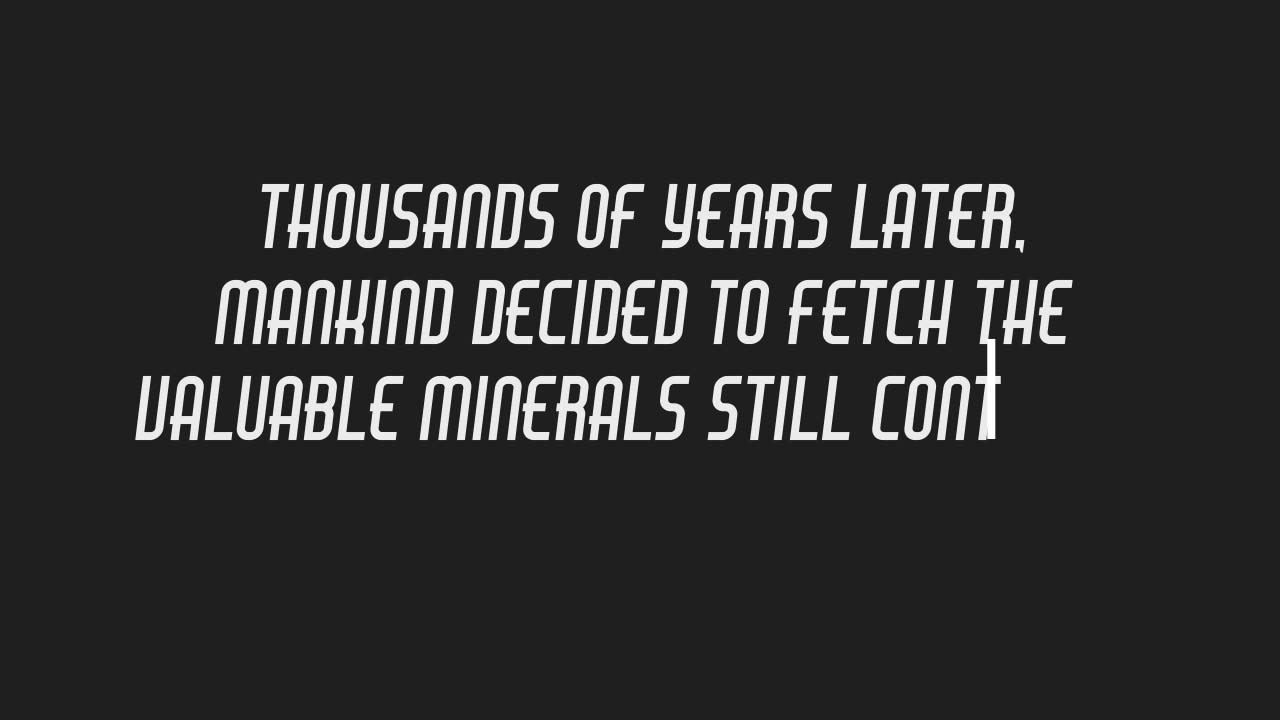 THOUSANDS OF YEARS LATER,
MANKIND DECIDED TO FETCH THE
VALUABLE MINERALS STILL CONT